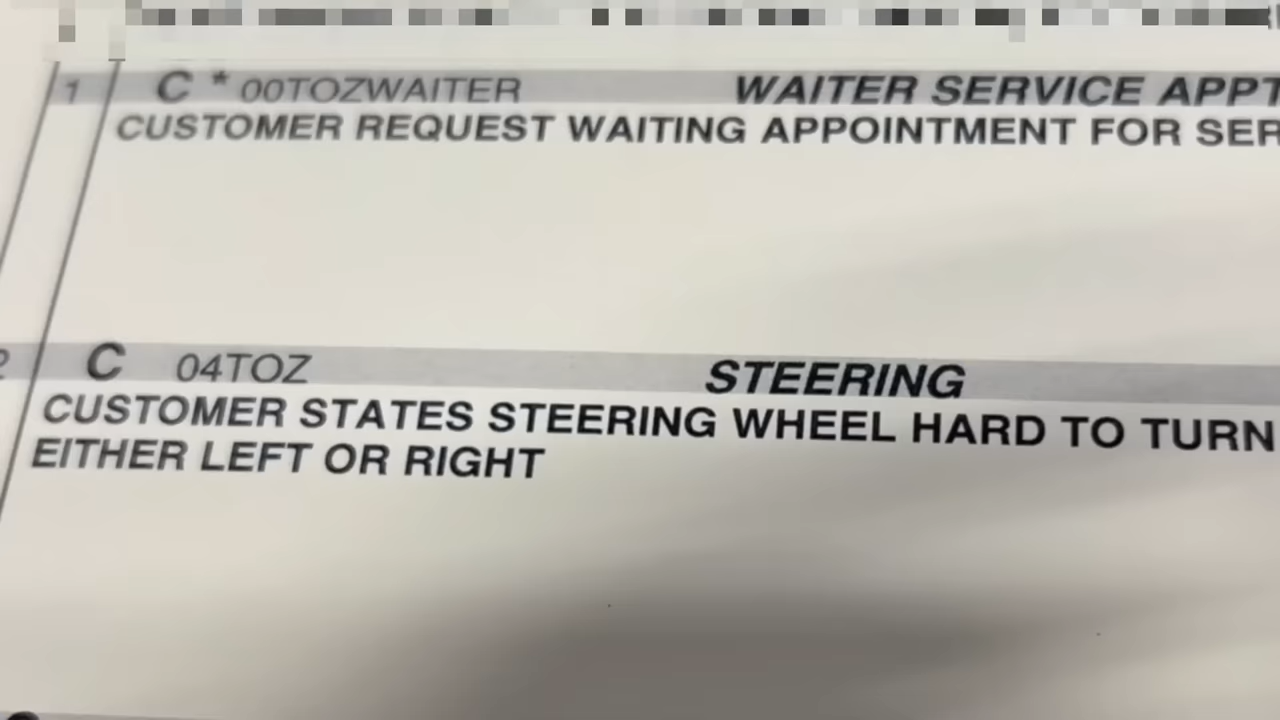 1 C * 00TOZWAITER WAITER SERVICE APPT
CUSTOMER REQUEST WAITING APPOINTMENT FOR SER
2 C 04TOZ STEERING
CUSTOMER STATES STEERING WHEEL HARD TO TURN
EITHER LEFT OR RIGHT